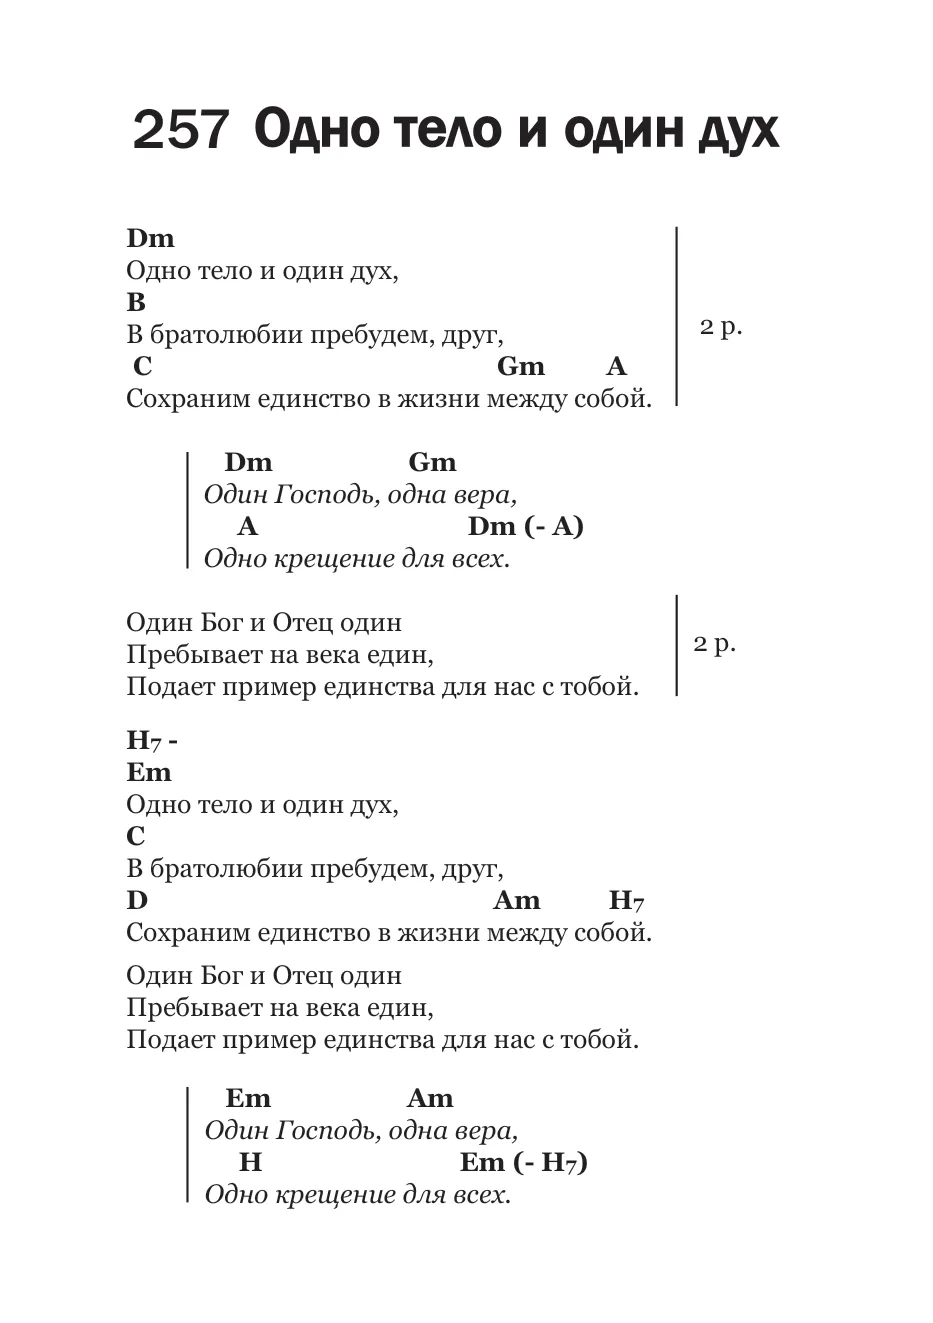 257 Одно тело и один дух
Dm
Одно тело и один дух,
B
В братолюбии пребудем, друг,
2 р.
C Gm A
Сохраним единство в жизни между собой.
Dm Gm
Один Господь, одна вера,
A Dm (- A)
Одно крещение для всех.
Один Бог и Отец один
Пребывает на века един,
2 р.
Подает пример единства для нас с тобой.
H7 -
Em
Одно тело и один дух,
C
В братолюбии пребудем, друг,
D Am H7
Сохраним единство в жизни между собой.
Один Бог и Отец один
Пребывает на века един,
Подает пример единства для нас с тобой.
Em Am
Один Господь, одна вера,
H Em (- H7)
Одно крещение для всех.